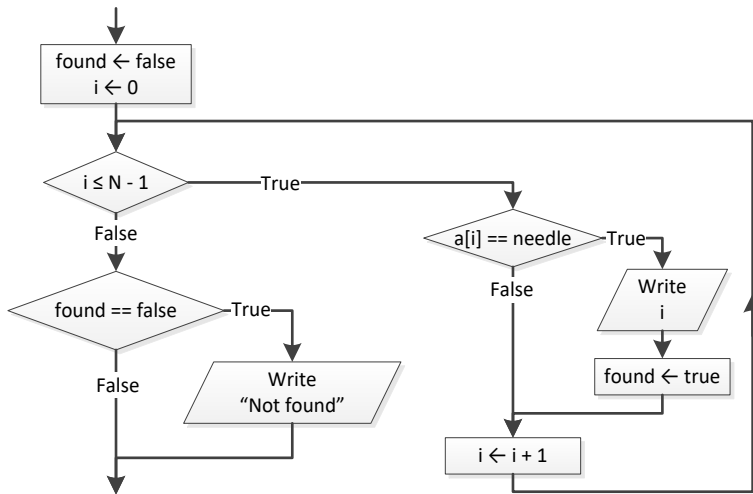 found ← false
i ← 0
i ≤ N - 1
True
False
a[i] == needle
True
False
Write
i
found ← true
i ← i + 1
found == false
True
False
Write
“Not found”